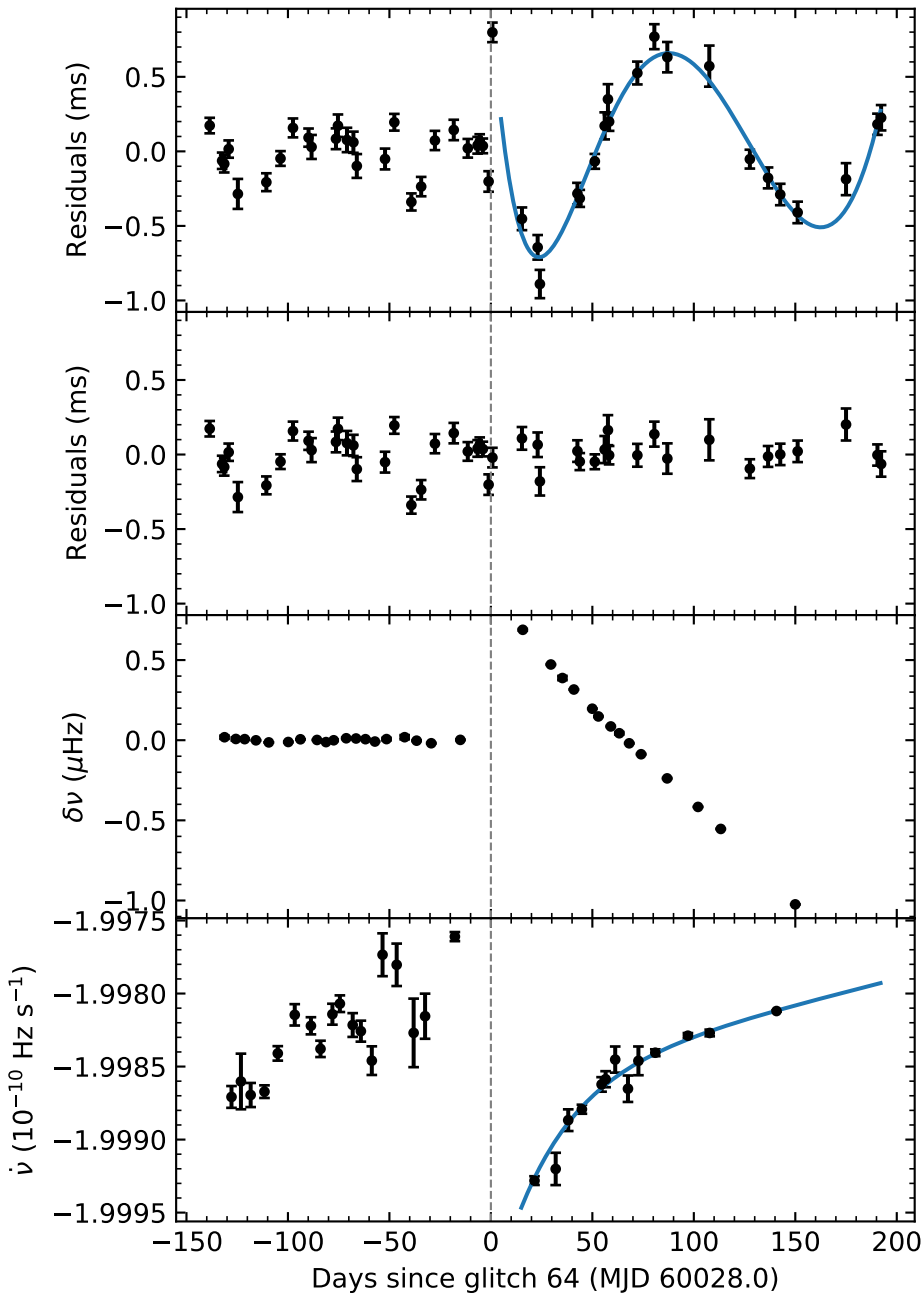 Residuals (ms)
0.5
0.0
−0.5
−1.0
Residuals (ms)
0.5
0.0
−0.5
−1.0
δν (μHz)
0.5
0.0
−0.5
−1.0
ν̇ (10⁻¹⁰ Hz s⁻¹)
−1.9975
−1.9980
−1.9985
−1.9990
−1.9995
−150 −100 −50 0 50 100 150 200
Days since glitch 64 (MJD 60028.0)